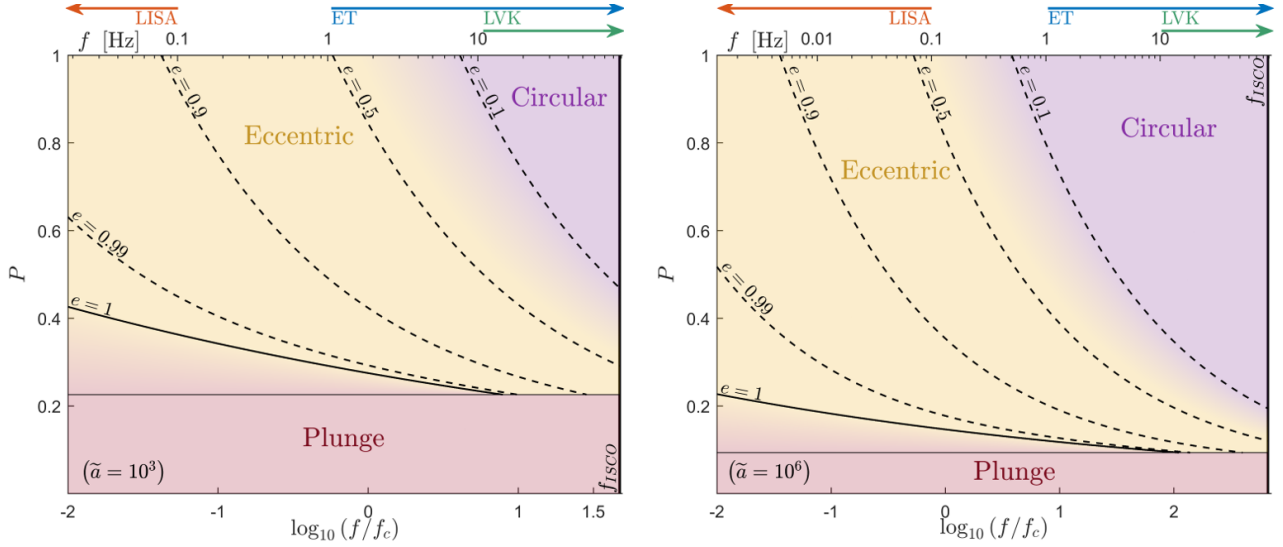 LISA
ET
LVK
f [Hz]
0.1
1
10
1
0.8
0.6
0.4
0.2
P
e = 0.9
e = 0.5
e = 0.1
Circular
Eccentric
e = 0.99
e = 1
Plunge
(ã = 10³)
f_ISCO
-2
-1
0
1
1.5
log₁₀ (f/f_c)
LISA
ET
LVK
f [Hz]
0.01
0.1
1
10
1
0.8
0.6
0.4
0.2
P
e = 0.9
e = 0.5
e = 0.1
f_ISCO
Circular
Eccentric
e = 0.99
e = 1
Plunge
(ã = 10⁶)
-2
-1
0
1
2
log₁₀ (f/f_c)